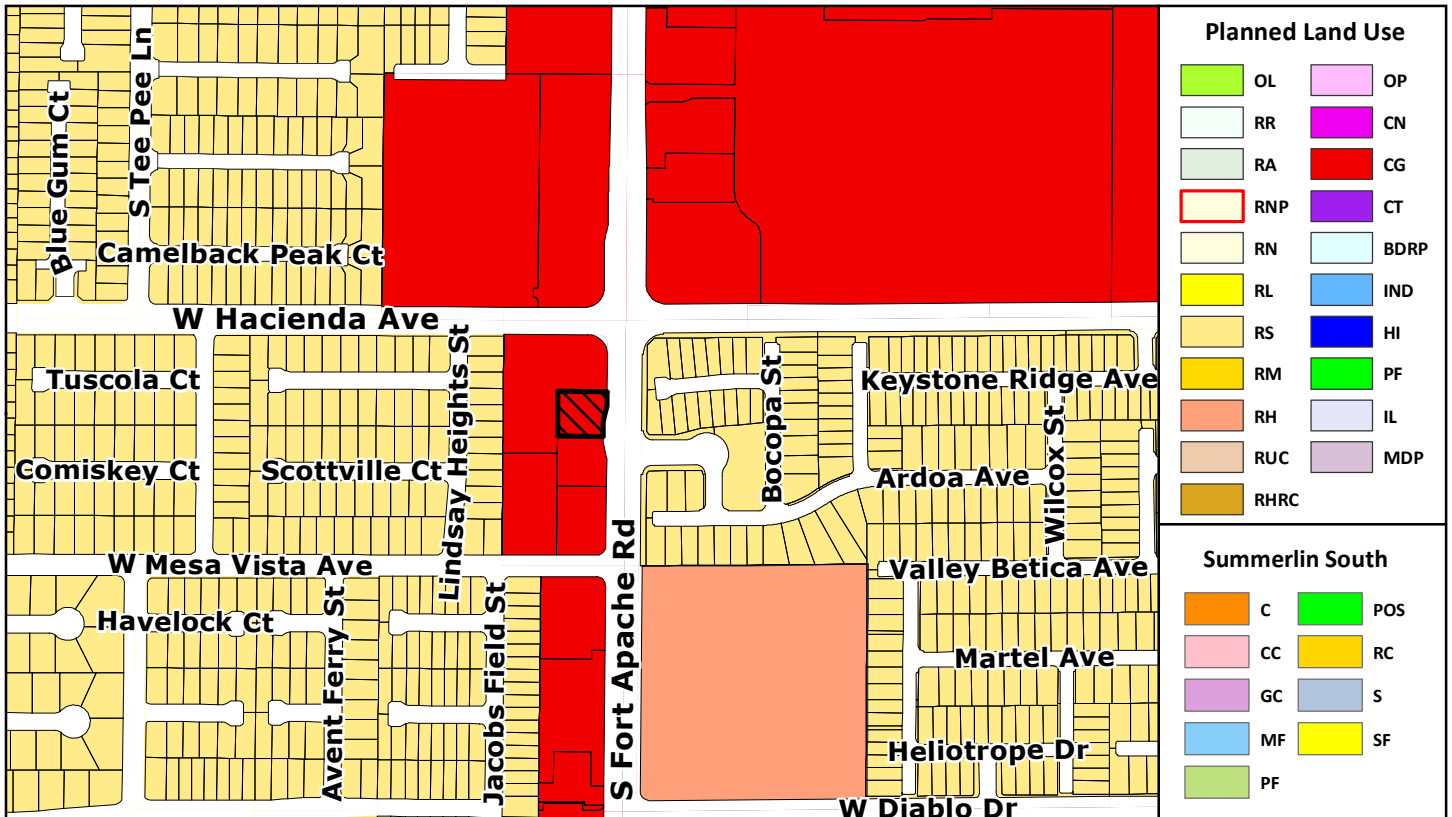 S Tee Pee Ln
Blue Gum Ct
Camelback Peak Ct
W Hacienda Ave
Tuscola Ct
Lindsay Heights St
Comiskey Ct
Scottville Ct
Bocopa St
Keystone Ridge Ave
Wilcox St
Ardoa Ave
W Mesa Vista Ave
Valley Betica Ave
Havelock Ct
Avent Ferry St
Jacobs Field St
S Fort Apache Rd
Martel Ave
Heliotrope Dr
W Diablo Dr
Planned Land Use
OL
RR
RA
RNP
RN
RL
RS
RM
RH
RUC
RHRC
OP
CN
CG
CT
BDRP
IND
HI
PF
IL
MDP
Summerlin South
C
CC
GC
MF
PF
POS
RC
S
SF